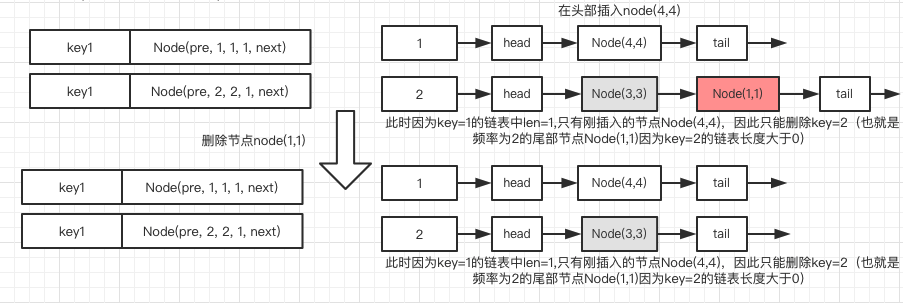 在头部插入node(4,4)
key1 Node(pre, 1, 1, 1, next)
key1 Node(pre, 2, 2, 1, next)
1 head Node(4,4) tail
2 head Node(3,3) Node(1,1) tail
此时因为key=1的链表中len=1,只有刚插入的节点Node(4,4)，因此只能删除key=2（也就是
频率为2的尾部节点Node(1,1)因为key=2的链表长度大于0)
删除节点node(1,1)
key1 Node(pre, 1, 1, 1, next)
key1 Node(pre, 2, 2, 1, next)
1 head Node(4,4) tail
2 head Node(3,3) tail
此时因为key=1的链表中len=1,只有刚插入的节点Node(4,4)，因此只能删除key=2（也就是
频率为2的尾部节点Node(1,1)因为key=2的链表长度大于0)